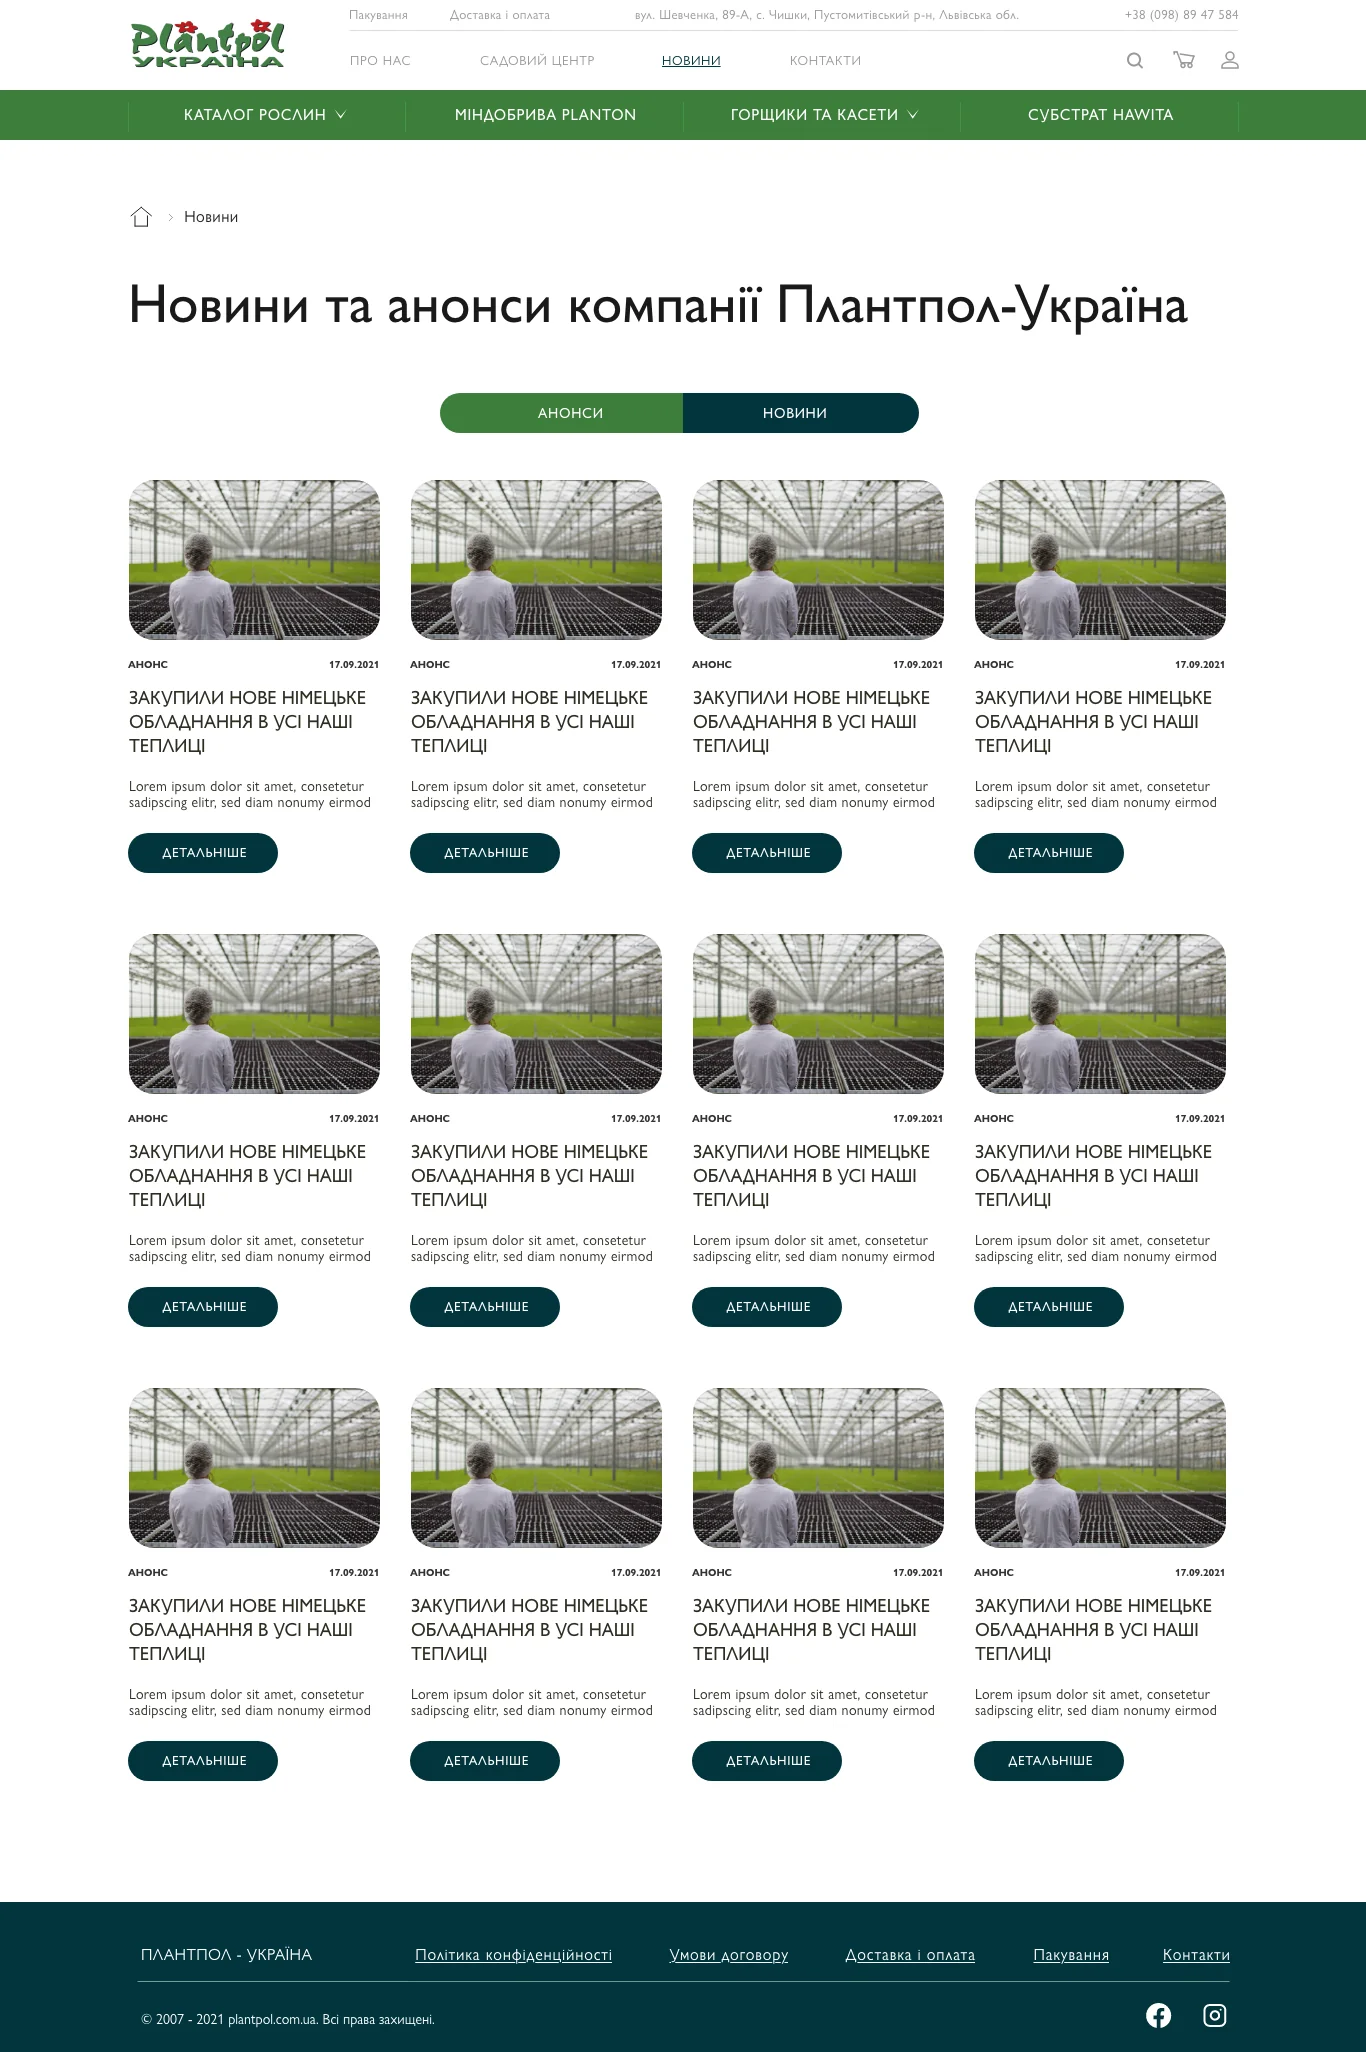 Пакування Доставка і оплата вул. Шевченка, 89-А, с. Чишки, Пустомитівський р-н, Львівська обл. +38 (098) 89 47 584
Plantpol
УКРАЇНА
ПРО НАС САДОВИЙ ЦЕНТР НОВИНИ КОНТАКТИ
КАТАЛОГ РОСЛИН МІНДОБРИВА PLANTON ГОРЩИКИ ТА КАСЕТИ СУБСТРАТ HAWITA
Новини
Новини та анонси компанії Плантпол-Україна
АНОНСИ НОВИНИ
АНОНС 17.09.2021 АНОНС 17.09.2021 АНОНС 17.09.2021 АНОНС 17.09.2021
ЗАКУПИЛИ НОВЕ НІМЕЦЬКЕ ЗАКУПИЛИ НОВЕ НІМЕЦЬКЕ ЗАКУПИЛИ НОВЕ НІМЕЦЬКЕ ЗАКУПИЛИ НОВЕ НІМЕЦЬКЕ
ОБЛАДНАННЯ В УСІ НАШІ ОБЛАДНАННЯ В УСІ НАШІ ОБЛАДНАННЯ В УСІ НАШІ ОБЛАДНАННЯ В УСІ НАШІ
ТЕПЛИЦІ ТЕПЛИЦІ ТЕПЛИЦІ ТЕПЛИЦІ
Lorem ipsum dolor sit amet, consetetur Lorem ipsum dolor sit amet, consetetur Lorem ipsum dolor sit amet, consetetur Lorem ipsum dolor sit amet, consetetur
sadipscing elitr, sed diam nonumy eirmod sadipscing elitr, sed diam nonumy eirmod sadipscing elitr, sed diam nonumy eirmod sadipscing elitr, sed diam nonumy eirmod
ДЕТАЛЬНІШЕ ДЕТАЛЬНІШЕ ДЕТАЛЬНІШЕ ДЕТАЛЬНІШЕ
АНОНС 17.09.2021 АНОНС 17.09.2021 АНОНС 17.09.2021 АНОНС 17.09.2021
ЗАКУПИЛИ НОВЕ НІМЕЦЬКЕ ЗАКУПИЛИ НОВЕ НІМЕЦЬКЕ ЗАКУПИЛИ НОВЕ НІМЕЦЬКЕ ЗАКУПИЛИ НОВЕ НІМЕЦЬКЕ
ОБЛАДНАННЯ В УСІ НАШІ ОБЛАДНАННЯ В УСІ НАШІ ОБЛАДНАННЯ В УСІ НАШІ ОБЛАДНАННЯ В УСІ НАШІ
ТЕПЛИЦІ ТЕПЛИЦІ ТЕПЛИЦІ ТЕПЛИЦІ
Lorem ipsum dolor sit amet, consetetur Lorem ipsum dolor sit amet, consetetur Lorem ipsum dolor sit amet, consetetur Lorem ipsum dolor sit amet, consetetur
sadipscing elitr, sed diam nonumy eirmod sadipscing elitr, sed diam nonumy eirmod sadipscing elitr, sed diam nonumy eirmod sadipscing elitr, sed diam nonumy eirmod
ДЕТАЛЬНІШЕ ДЕТАЛЬНІШЕ ДЕТАЛЬНІШЕ ДЕТАЛЬНІШЕ
АНОНС 17.09.2021 АНОНС 17.09.2021 АНОНС 17.09.2021 АНОНС 17.09.2021
ЗАКУПИЛИ НОВЕ НІМЕЦЬКЕ ЗАКУПИЛИ НОВЕ НІМЕЦЬКЕ ЗАКУПИЛИ НОВЕ НІМЕЦЬКЕ ЗАКУПИЛИ НОВЕ НІМЕЦЬКЕ
ОБЛАДНАННЯ В УСІ НАШІ ОБЛАДНАННЯ В УСІ НАШІ ОБЛАДНАННЯ В УСІ НАШІ ОБЛАДНАННЯ В УСІ НАШІ
ТЕПЛИЦІ ТЕПЛИЦІ ТЕПЛИЦІ ТЕПЛИЦІ
Lorem ipsum dolor sit amet, consetetur Lorem ipsum dolor sit amet, consetetur Lorem ipsum dolor sit amet, consetetur Lorem ipsum dolor sit amet, consetetur
sadipscing elitr, sed diam nonumy eirmod sadipscing elitr, sed diam nonumy eirmod sadipscing elitr, sed diam nonumy eirmod sadipscing elitr, sed diam nonumy eirmod
ДЕТАЛЬНІШЕ ДЕТАЛЬНІШЕ ДЕТАЛЬНІШЕ ДЕТАЛЬНІШЕ
ПЛАНТПОЛ - УКРАЇНА Політика конфіденційності Умови договору Доставка і оплата Пакування Контакти
© 2007 - 2021 plantpol.com.ua. Всі права захищені.